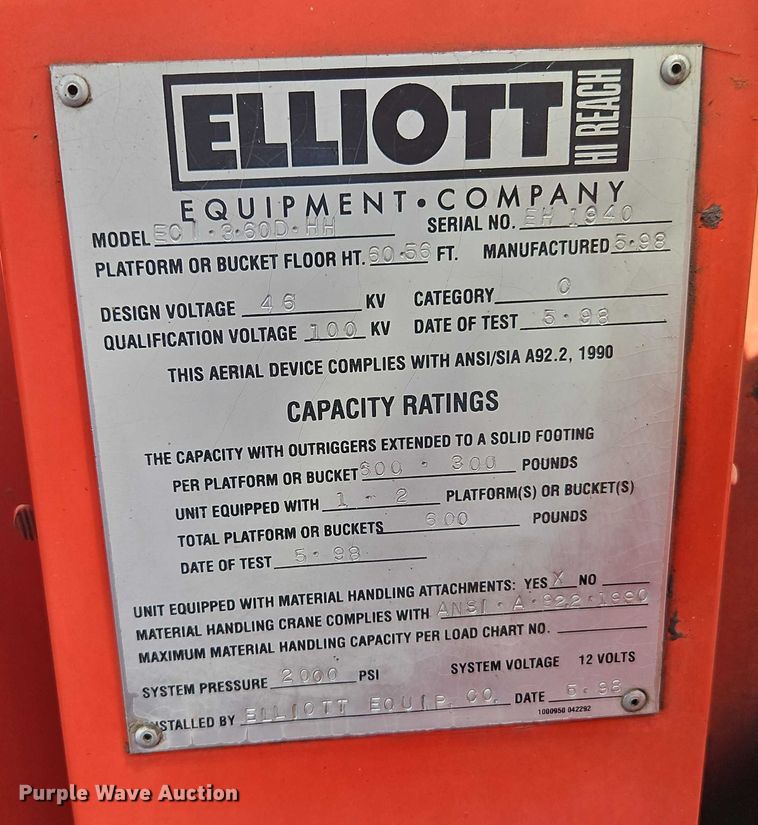 ELLIOTT HI REACH
EQUIPMENT•COMPANY
MODEL ECI·3·60D·HH SERIAL NO. EH 1940
PLATFORM OR BUCKET FLOOR HT. 60·56 FT. MANUFACTURED 5·98
DESIGN VOLTAGE 46 KV CATEGORY C
QUALIFICATION VOLTAGE 100 KV DATE OF TEST 5·98
THIS AERIAL DEVICE COMPLIES WITH ANSI/SIA A92.2, 1990
CAPACITY RATINGS
THE CAPACITY WITH OUTRIGGERS EXTENDED TO A SOLID FOOTING
PER PLATFORM OR BUCKET 600 · 300 POUNDS
UNIT EQUIPPED WITH 1 - 2 PLATFORM(S) OR BUCKET(S)
TOTAL PLATFORM OR BUCKETS 600 POUNDS
DATE OF TEST 5·98
UNIT EQUIPPED WITH MATERIAL HANDLING ATTACHMENTS: YES X NO
MATERIAL HANDLING CRANE COMPLIES WITH ANSI·A·922·1990
MAXIMUM MATERIAL HANDLING CAPACITY PER LOAD CHART NO.
SYSTEM PRESSURE 2000 PSI SYSTEM VOLTAGE 12 VOLTS
INSTALLED BY ELLIOTT EQUIP. CO. DATE 5·98
1000950 042292
Purple Wave Auction